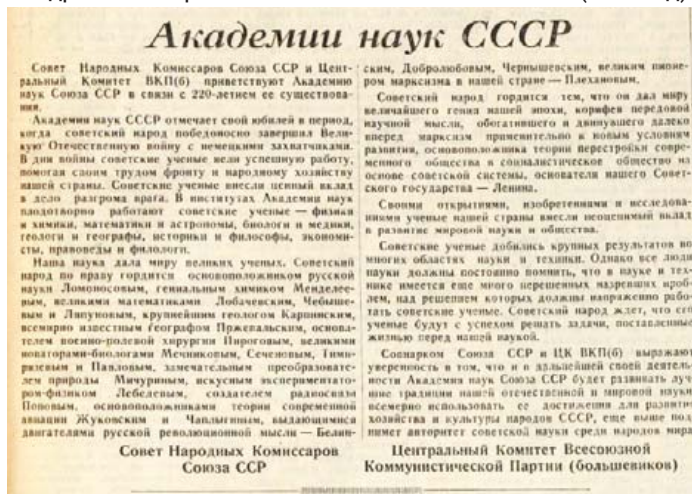 Академии наук СССР
Совет Народных Комиссаров Союза ССР и Цент-
ральный Комитет ВКП(б) приветствуют Академию
наук Союза ССР в связи с 220-летием ее существова-
ния.
Академия наук СССР отмечает свой юбилей в период,
когда советский народ победоносно завершил Вели-
кую Отечественную войну с немецкими захватчиками.
В дни войны советские ученые вели успешную работу,
помогая своим трудом фронту и народному хозяйству
нашей страны. Советские ученые внесли ценный вклад
в дело разгрома врага. В институтах Академии наук
плодотворно работают советские ученые — физики
и химики, математики и астрономы, биологи и медики,
геологи и географы, историки и философы, экономи-
сты, правоведы и филологи.
Наша наука дала миру великих ученых. Советский
народ по праву гордится основоположником русской
науки Ломоносовым, гениальным химиком Менделее-
вым, великими математиками Лобачевским, Чебыше-
вым и Ляпуновым, крупнейшим геологом Карпинским,
всемирно известным географом Пржевальским, основа-
телем военно-полевой хирургии Пироговым, великими
новаторами-биологами Мечниковым, Сеченовым, Тими-
рязевым и Павловым, замечательным преобразовате-
лем природы Мичуриным, искусным экспериментато-
ром-физиком Лебедевым, создателем радиосвязи
Поповым, основоположниками теории современной
авиации Жуковским и Чаплыгиным, выдающимися
двигателями русской революционной мысли — Белин-
ским, Добролюбовым, Чернышевским, великим пионе-
ром марксизма в нашей стране — Плехановым.
Советский народ гордится тем, что он дал миру
величайшего гения нашей эпохи, корифея передовой
научной мысли, обогатившего и двинувшего далеко
вперед марксизм применительно к новым условиям
развития, основоположника теории перестройки совре-
менного общества в социалистическое общество на
основе советской системы, основателя нашего Совет-
ского государства — Ленина.
Своими открытиями, изобретениями и исследова-
ниями ученые нашей страны внесли неоценимый вклад
в развитие мировой науки и общества.
Советские ученые добились крупных результатов во
многих областях науки и техники. Однако все люди
науки должны постоянно помнить, что в науке и тех-
нике имеется еще много нерешенных назревших проб-
лем, над решением которых должны напряженно рабо-
тать советские ученые. Советский народ ждет, что его
ученые будут с успехом решать задачи, поставленные
жизнью перед нашей наукой.
Совнарком Союза ССР и ЦК ВКП(б) выражают
уверенность в том, что и в дальнейшей своей деятель-
ности Академия наук Союза ССР будет развивать луч
шие традиции нашей отечественной и мировой науки
всемерно использовать ее достижения для развити
хозяйства и культуры народов СССР, еще выше под
нимет авторитет советской науки среди народов мира
Совет Народных Комиссаров
Союза ССР
Центральный Комитет Всесоюзной
Коммунистической Партии (большевиков)